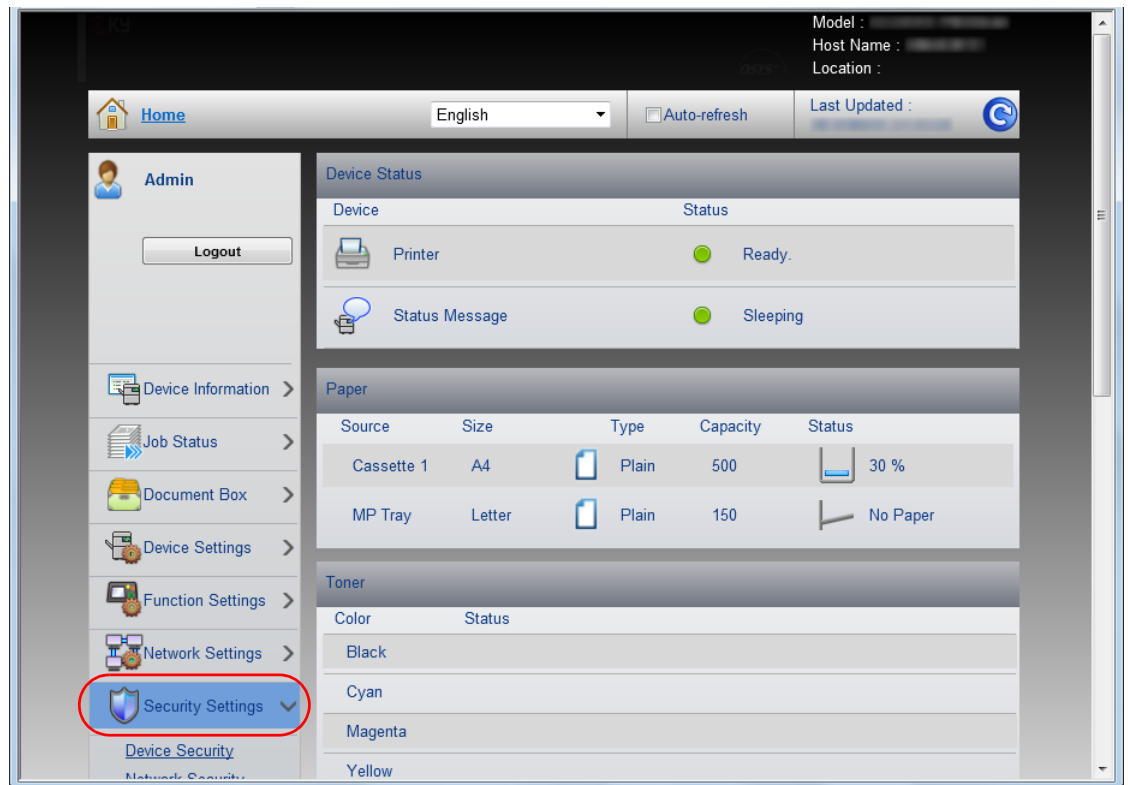 KY
Model :
Host Name :
Location :
Home
English
Auto-refresh
Last Updated :
Admin
Logout
Device Information
Job Status
Document Box
Device Settings
Function Settings
Network Settings
Security Settings
Device Security
Network Security
Device Status
Device Status
Printer Ready.
Status Message Sleeping
Paper
Source Size Type Capacity Status
Cassette 1 A4 Plain 500 30 %
MP Tray Letter Plain 150 No Paper
Toner
Color Status
Black
Cyan
Magenta
Yellow